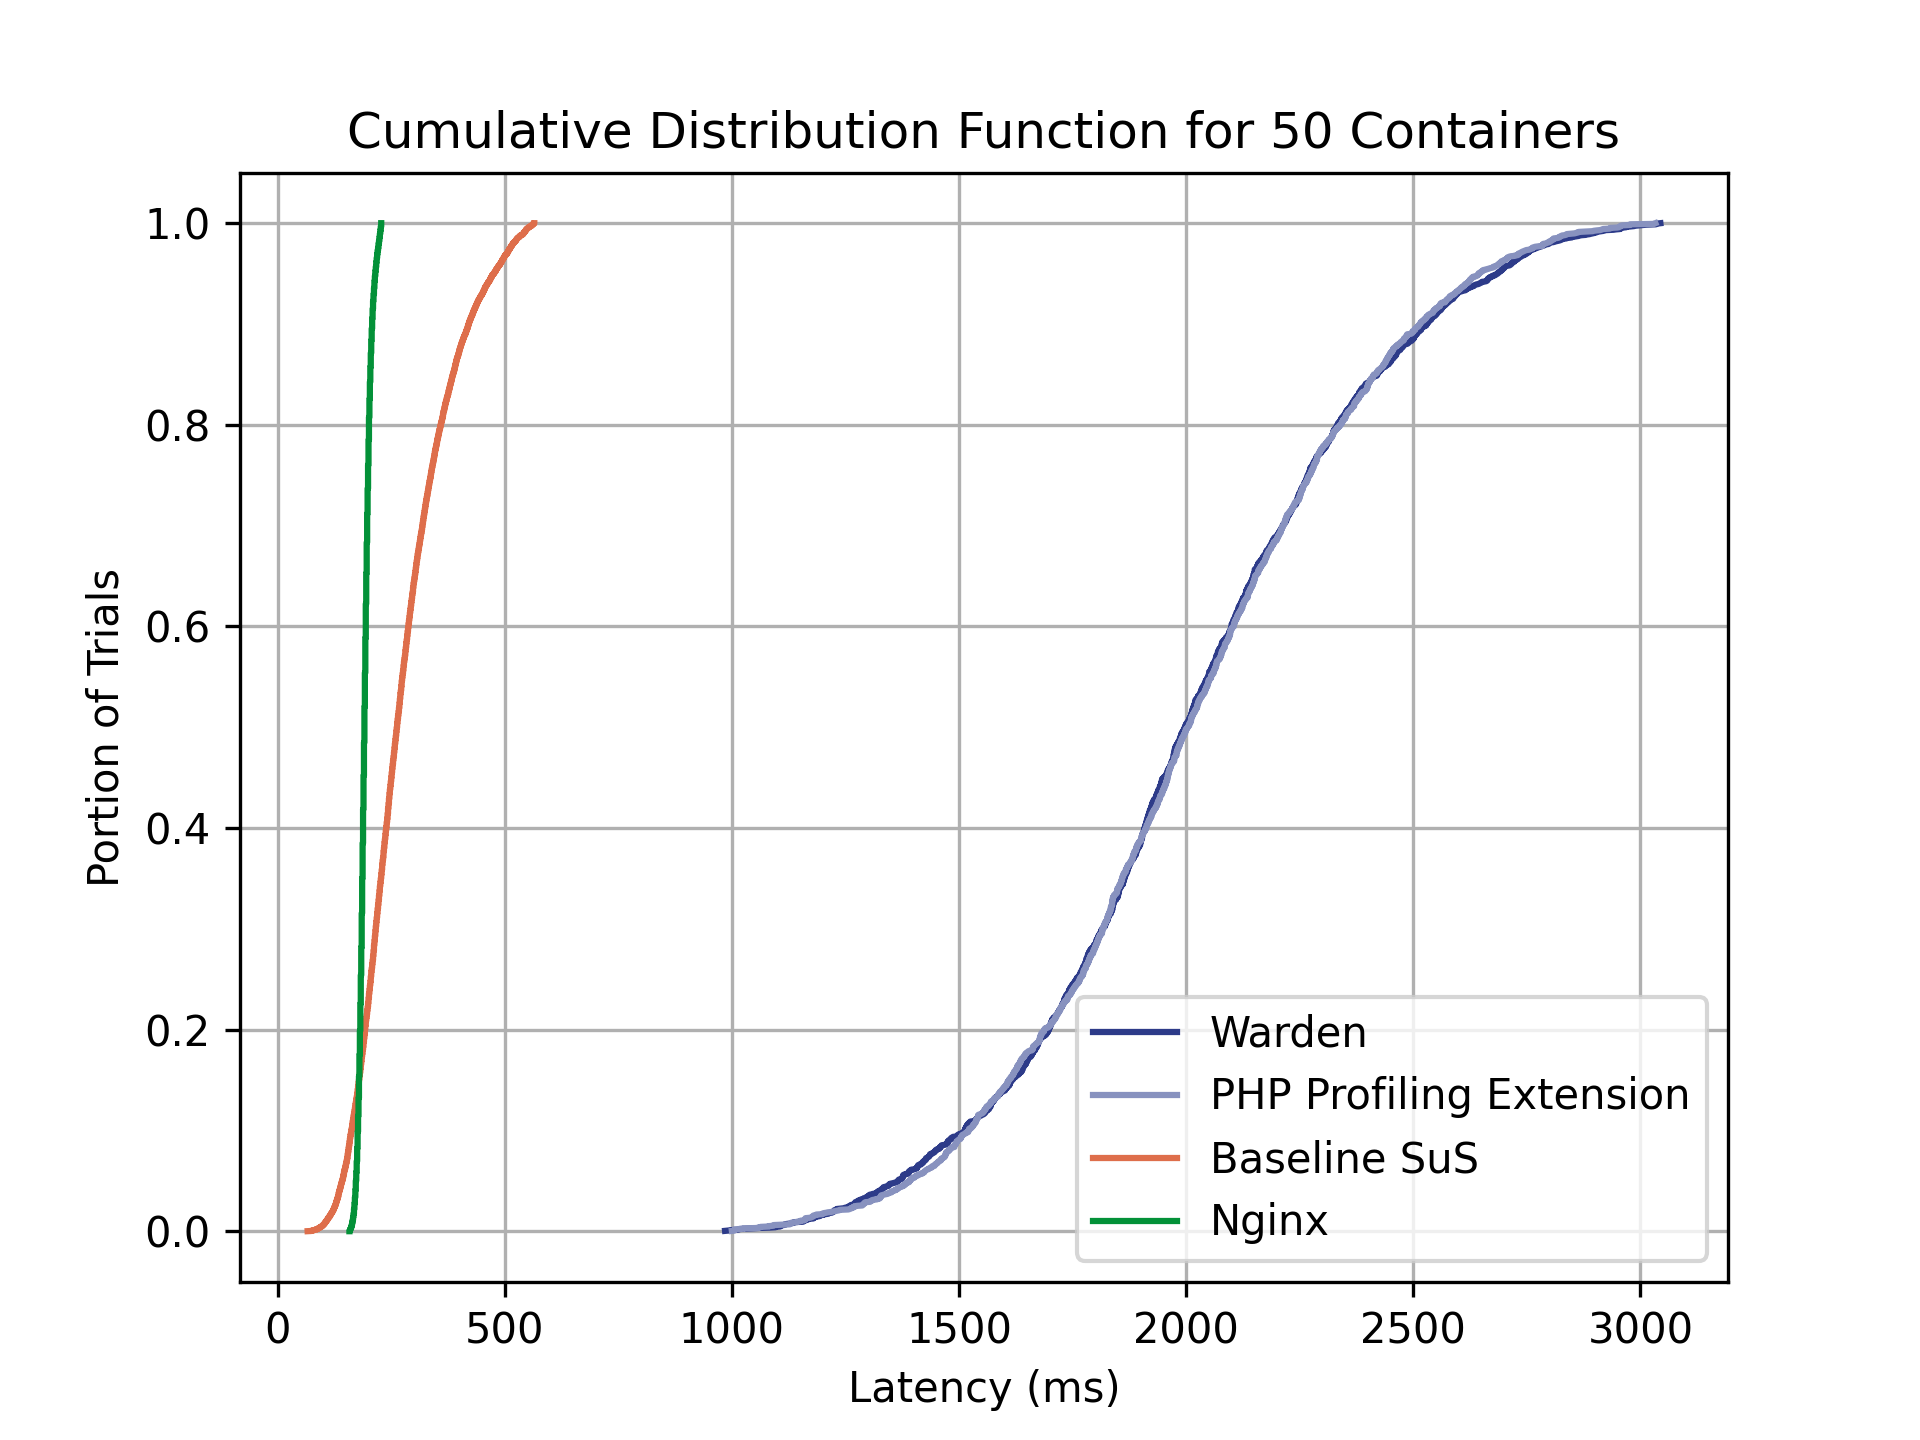 Cumulative Distribution Function for 50 Containers
1.0
0.8
0.6
0.4
0.2
0.0
Portion of Trials
Warden
PHP Profiling Extension
Baseline SuS
Nginx
0 500 1000 1500 2000 2500 3000
Latency (ms)